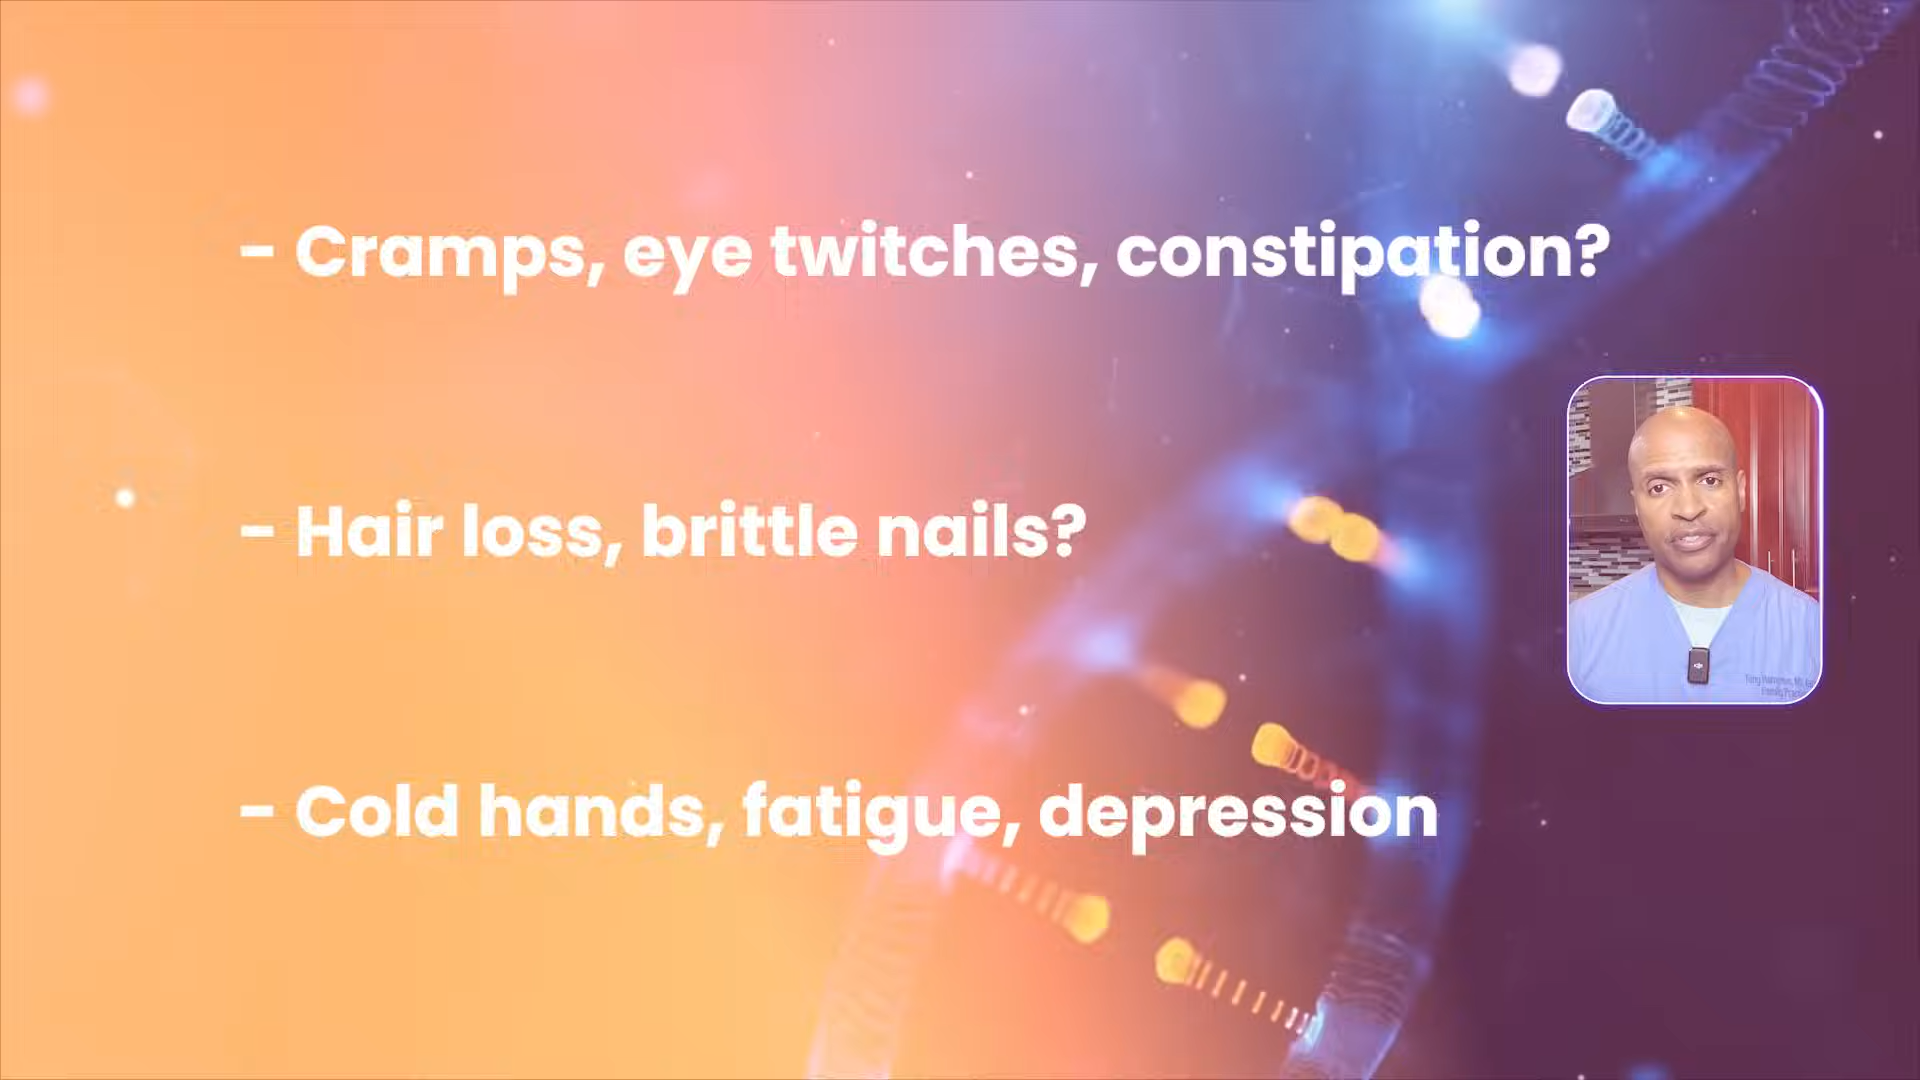 - Cramps, eye twitches, constipation?
- Hair loss, brittle nails?
- Cold hands, fatigue, depression